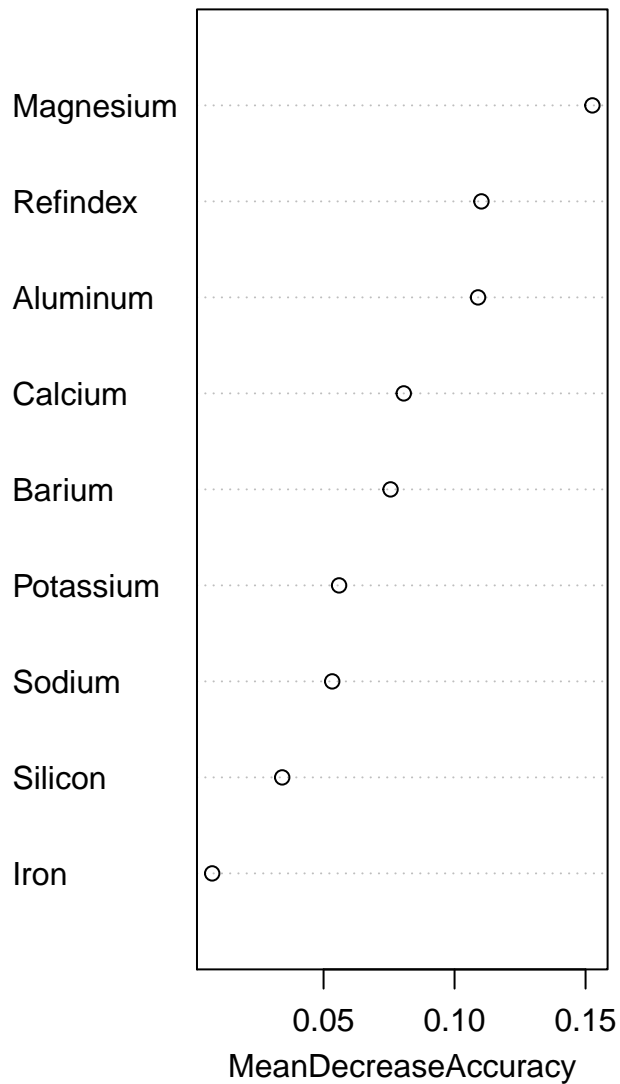 Magnesium
Refindex
Aluminum
Calcium
Barium
Potassium
Sodium
Silicon
Iron
0.05 0.10 0.15
MeanDecreaseAccuracy